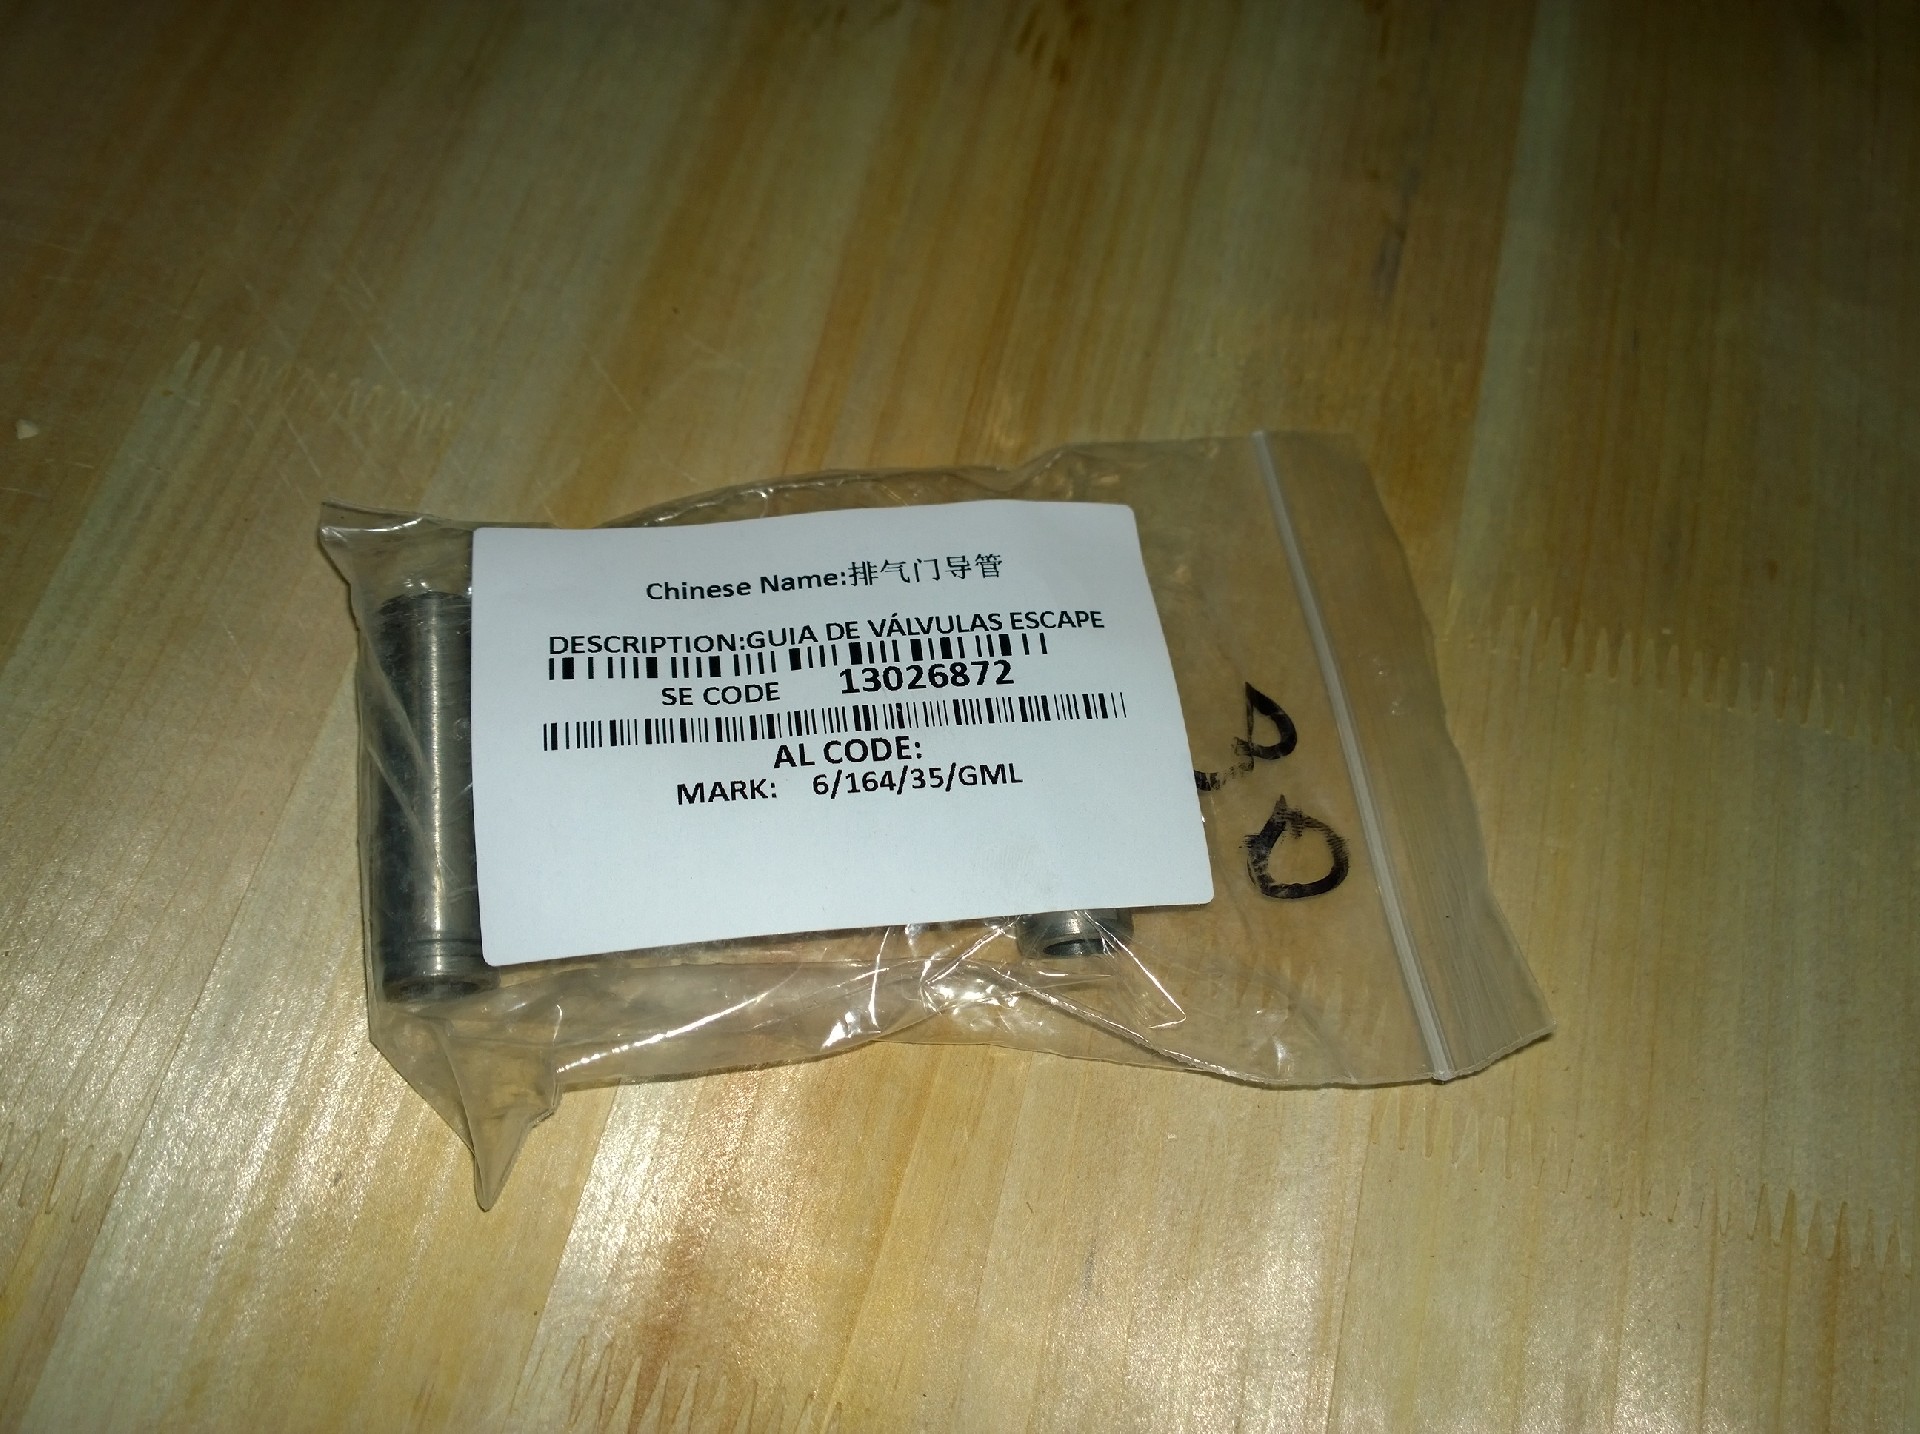 Chinese Name:排气门导管
DESCRIPTION:GUIA DE VÁLVULAS ESCAPE
SE CODE 13026872
AL CODE:
MARK: 6/164/35/GML